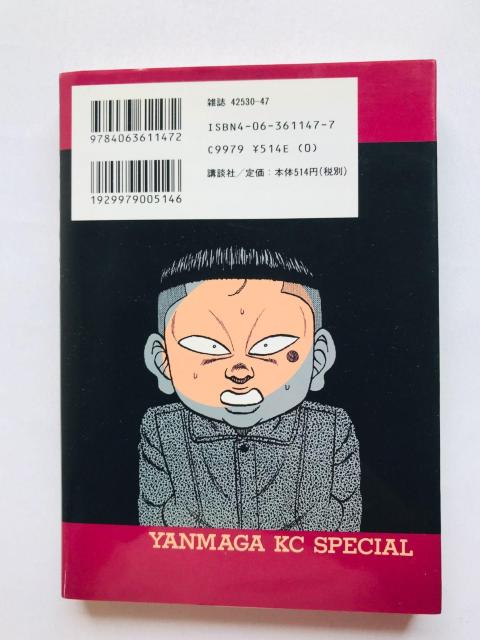 雑誌 42530-47
9784063611472
ISBN4-06-361147-7
C9979 ¥514E (0)
1929979005146
講談社/定価:本体514円(税別)
YANMAGA KC SPECIAL